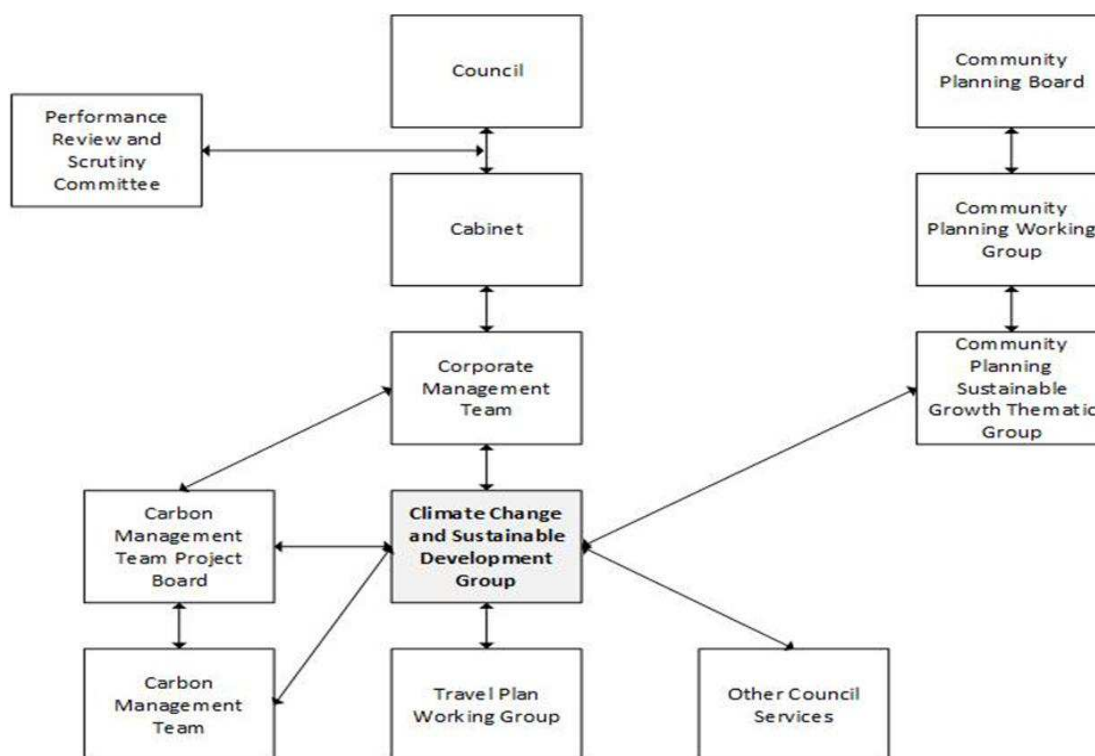 Council
Community
Planning Board
Performance
Review and
Scrutiny
Committee
Cabinet
Community
Planning Working
Group
Corporate
Management
Team
Community
Planning
Sustainable
Growth Thematic
Group
Carbon
Management
Team Project
Board
Climate Change
and Sustainable
Development
Group
Carbon
Management
Team
Travel Plan
Working Group
Other Council
Services